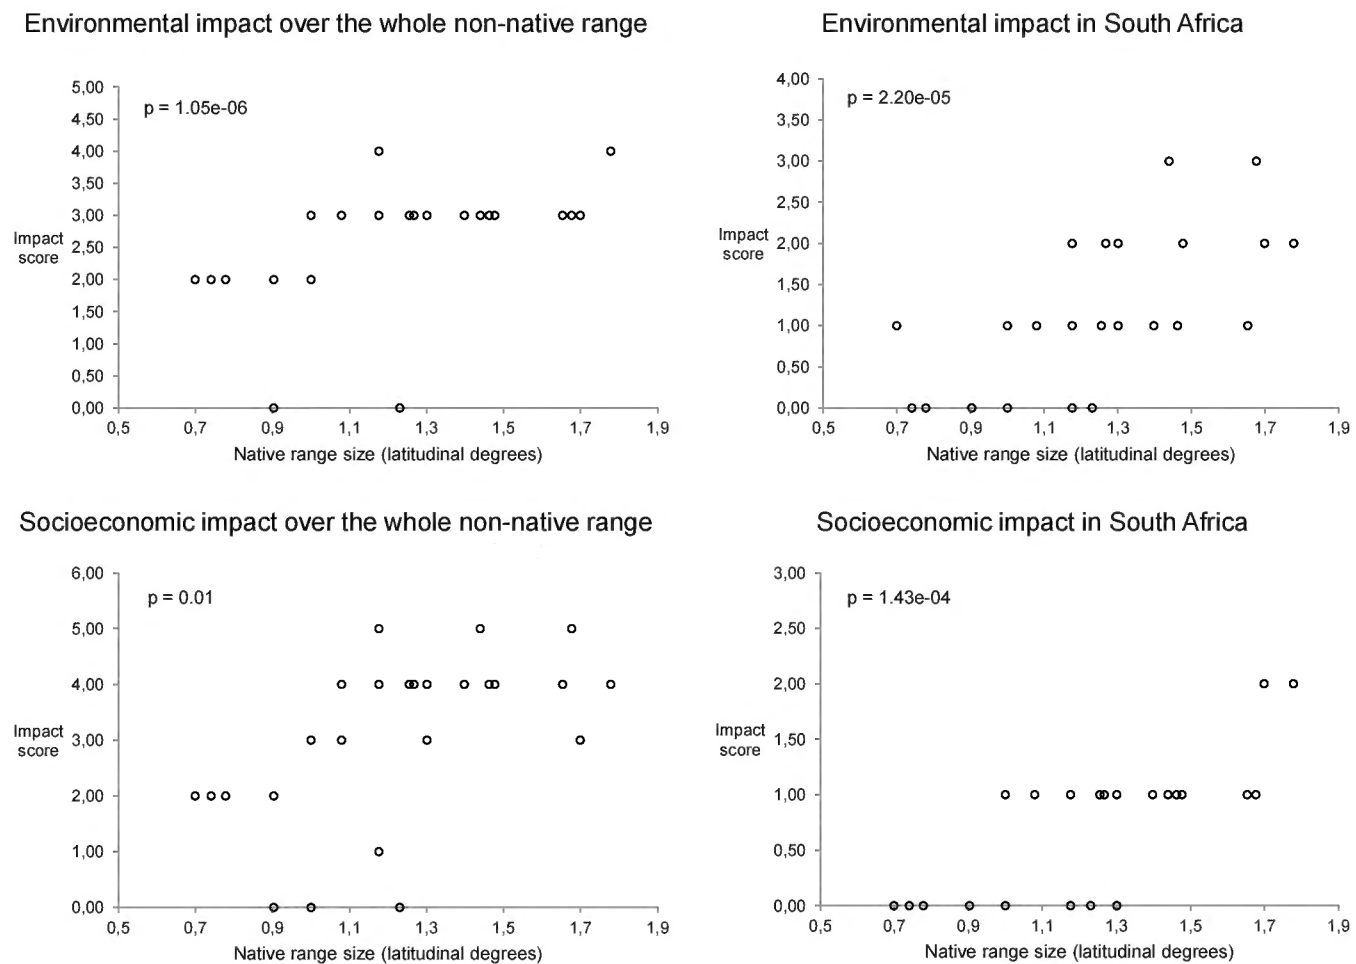 Environmental impact over the whole non-native range
5,00
p = 1.05e-06
4,50
4,00
3,50
3,00
Impact
score
2,50
2,00
1,50
1,00
0,50
0,00
0,5 0,7 0,9 1,1 1,3 1,5 1,7 1,9
Native range size (latitudinal degrees)
Environmental impact in South Africa
4,00
p = 2.20e-05
3,50
3,00
2,50
Impact
score
2,00
1,50
1,00
0,50
0,00
0,5 0,7 0,9 1,1 1,3 1,5 1,7 1,9
Native range size (latitudinal degrees)
Socioeconomic impact over the whole non-native range
6,00
p = 0.01
5,00
4,00
Impact
score
3,00
2,00
1,00
0,00
0,5 0,7 0,9 1,1 1,3 1,5 1,7 1,9
Native range size (latitudinal degrees)
Socioeconomic impact in South Africa
3,00
p = 1.43e-04
2,50
2,00
Impact
score
1,50
1,00
0,50
0,00
0,5 0,7 0,9 1,1 1,3 1,5 1,7 1,9
Native range size (latitudinal degrees)